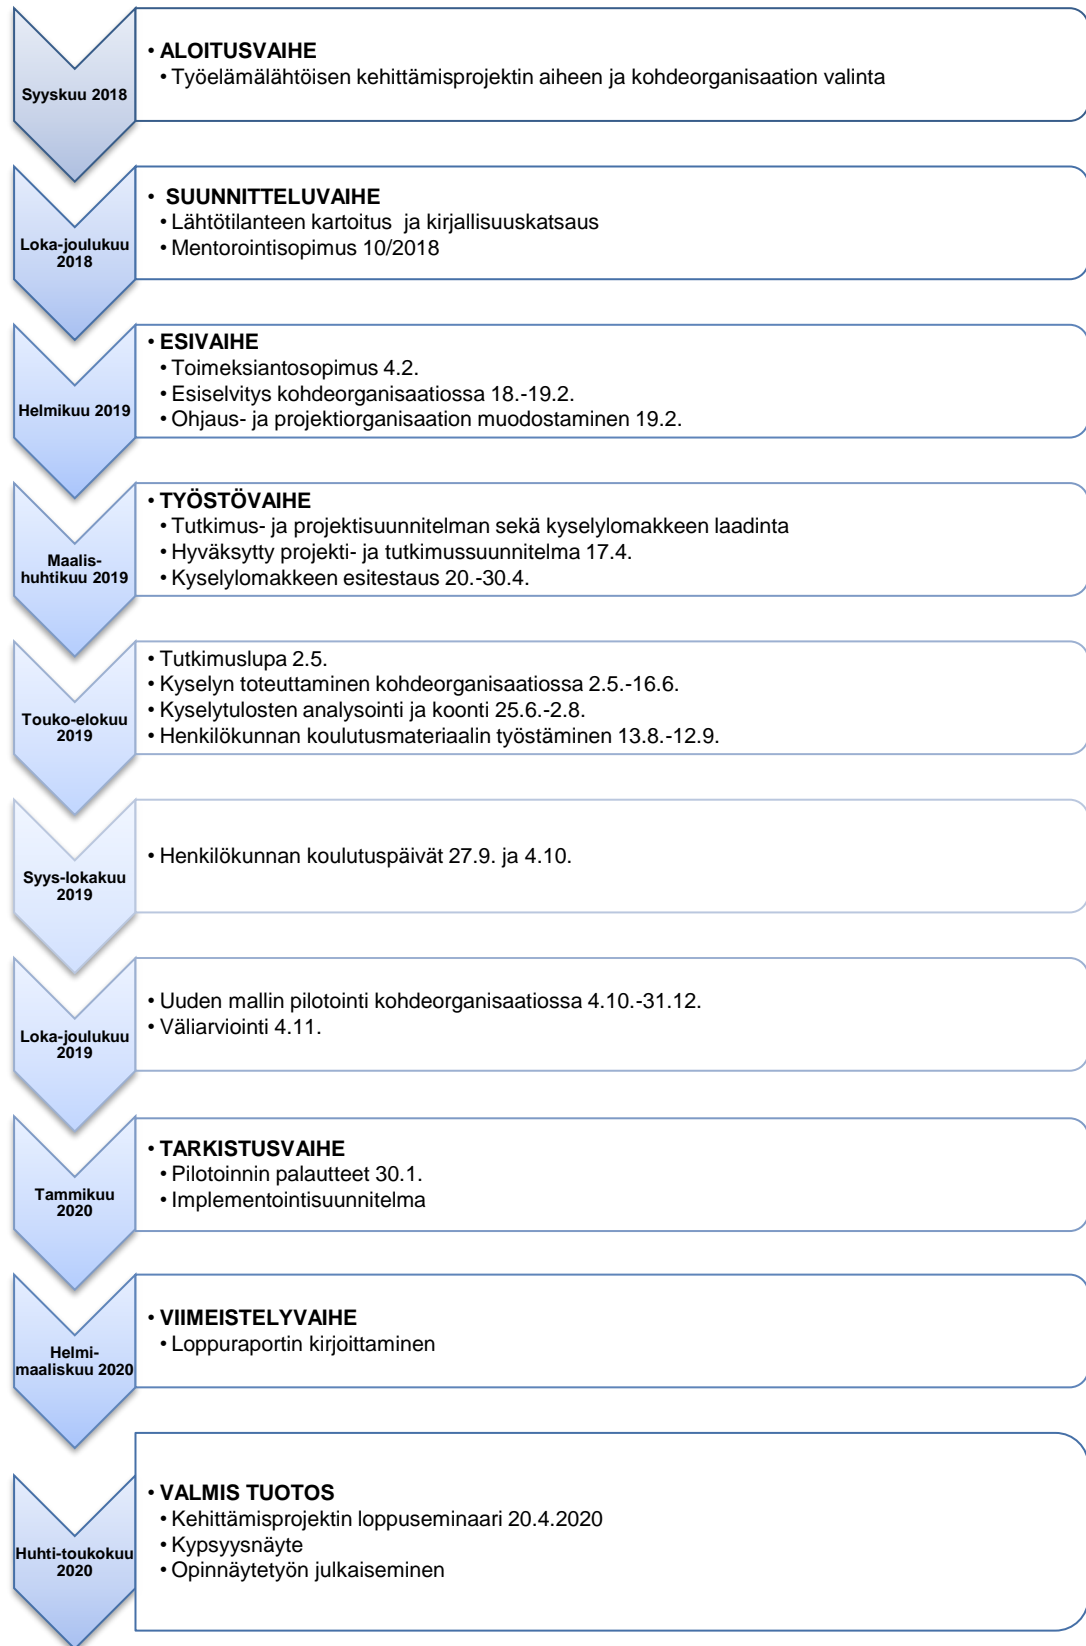 Syyskuu 2018
• ALOITUSVAIHE
• Työelämälähtöisen kehittämisprojektin aiheen ja kohdeorganisaation valinta
Loka-joulukuu
2018
• SUUNNITTELUVAIHE
• Lähtötilanteen kartoitus ja kirjallisuuskatsaus
• Mentorointisopimus 10/2018
Helmikuu 2019
• ESIVAIHE
• Toimeksiantosopimus 4.2.
• Esiselvitys kohdeorganisaatiossa 18.-19.2.
• Ohjaus- ja projektiorganisaation muodostaminen 19.2.
Maalis-
huhtikuu 2019
• TYÖSTÖVAIHE
• Tutkimus- ja projektisuunnitelman sekä kyselylomakkeen laadinta
• Hyväksytty projekti- ja tutkimussuunnitelma 17.4.
• Kyselylomakkeen esitestaus 20.-30.4.
Touko-elokuu
2019
• Tutkimuslupa 2.5.
• Kyselyn toteuttaminen kohdeorganisaatiossa 2.5.-16.6.
• Kyselytulosten analysointi ja koonti 25.6.-2.8.
• Henkilökunnan koulutusmateriaalin työstäminen 13.8.-12.9.
Syys-lokakuu
2019
• Henkilökunnan koulutuspäivät 27.9. ja 4.10.
Loka-joulukuu
2019
• Uuden mallin pilotointi kohdeorganisaatiossa 4.10.-31.12.
• Väliarviointi 4.11.
Tammikuu
2020
• TARKISTUSVAIHE
• Pilotoinnin palautteet 30.1.
• Implementointisuunnitelma
Helmi-
maaliskuu 2020
• VIIMEISTELYVAIHE
• Loppuraportin kirjoittaminen
Huhti-toukokuu
2020
• VALMIS TUOTOS
• Kehittämisprojektin loppuseminaari 20.4.2020
• Kypsyysnäyte
• Opinnäytetyön julkaiseminen